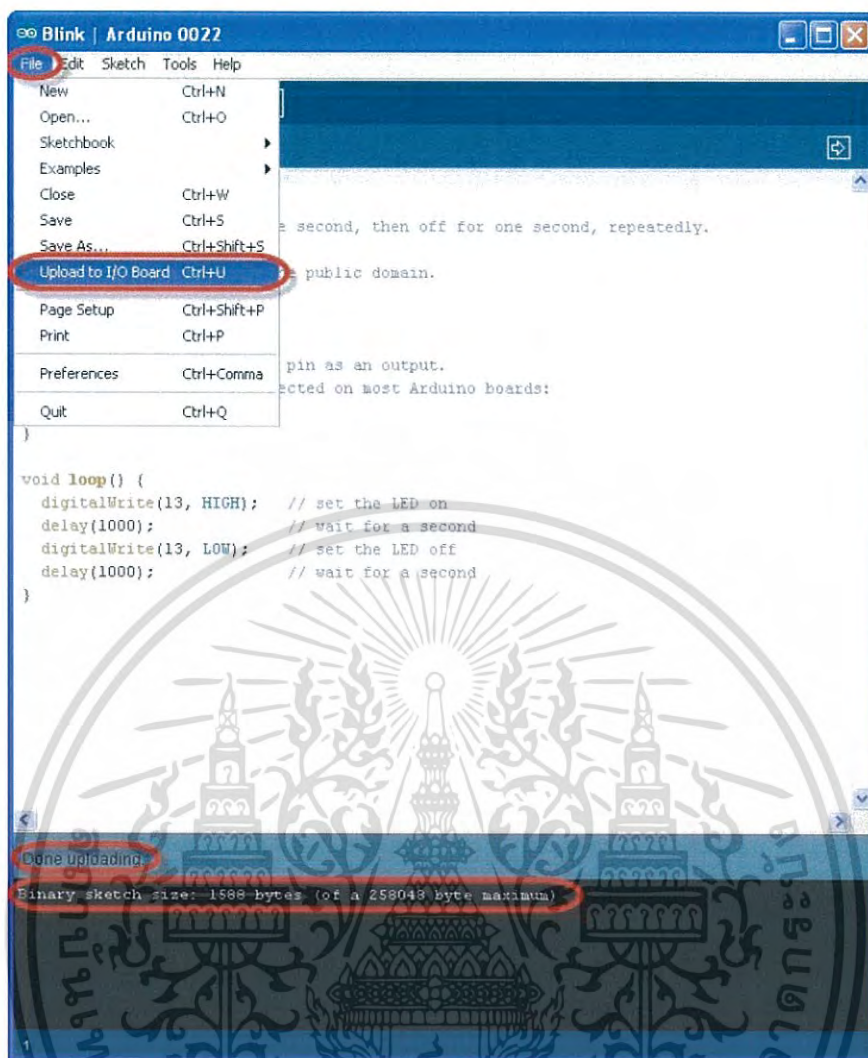 Blink | Arduino 0022
File Edit Sketch Tools Help
New Ctrl+N
Open... Ctrl+O
Sketchbook
Examples
Close Ctrl+W
Save Ctrl+S
Save As... Ctrl+Shift+S
Upload to I/O Board Ctrl+U
Page Setup Ctrl+Shift+P
Print Ctrl+P
Preferences Ctrl+Comma
Quit Ctrl+Q
second, then off for one second, repeatedly.
public domain.
pin as an output.
ected on most Arduino boards:
}
void loop() {
digitalWrite(13, HIGH); // set the LED on
delay(1000); // wait for a second
digitalWrite(13, LOW); // set the LED off
delay(1000); // wait for a second
}
Done uploading.
Binary sketch size: 1588 bytes (of a 258048 byte maximum)
1